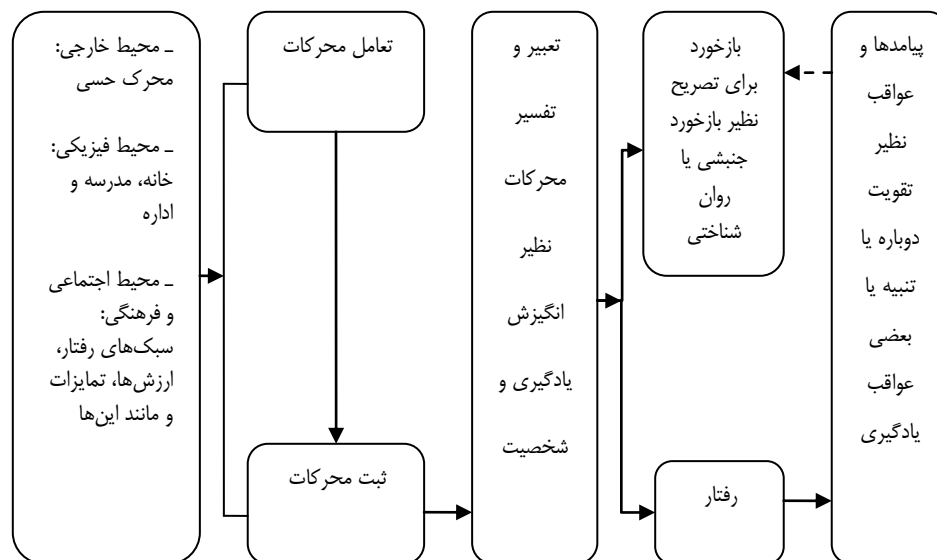 ـ محیط خارجی:
محرک حسی
ـ محیط فیزیکی:
خانه، مدرسه و
اداره
ـ محیط اجتماعی
و فرهنگی:
سبک‌های رفتار،
ارزش‌ها، تمایزات
و مانند این‌ها
تعامل محرکات
ثبت محرکات
تعبیر و
تفسیر
محرکات
نظیر
انگیزش
یادگیری و
شخصیت
بازخورد
برای تصریح
نظیر بازخورد
جنبشی یا
روان
شناختی
رفتار
پیامدها و
عواقب
نظیر
تقویت
دوباره یا
تنبیه یا
بعضی
عواقب
یادگیری